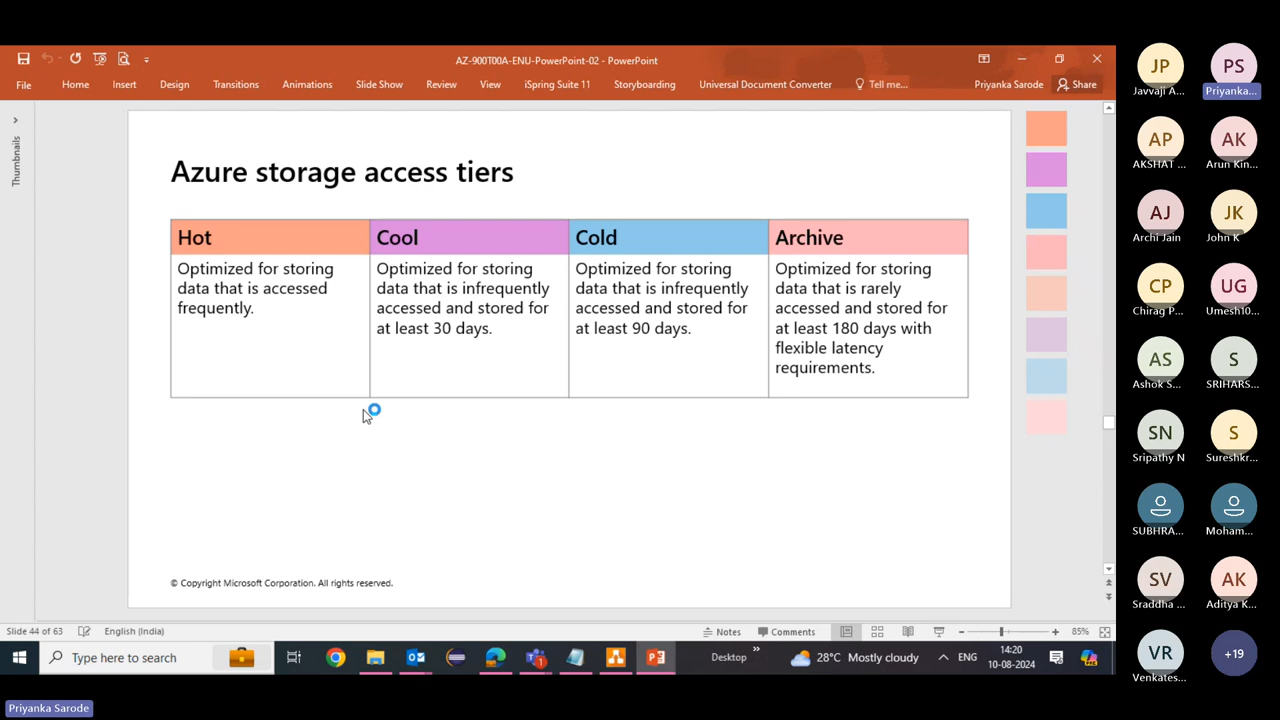 AZ-900T00A-ENU-PowerPoint-02 - PowerPoint
File Home Insert Design Transitions Animations Slide Show Review View iSpring Suite 11 Storyboarding Universal Document Converter Tell me... Priyanka Sarode Share
Thumbnails
Azure storage access tiers
Hot
Optimized for storing
data that is accessed
frequently.
Cool
Optimized for storing
data that is infrequently
accessed and stored for
at least 30 days.
Cold
Optimized for storing
data that is infrequently
accessed and stored for
at least 90 days.
Archive
Optimized for storing
data that is rarely
accessed and stored for
at least 180 days with
flexible latency
requirements.
© Copyright Microsoft Corporation. All rights reserved.
Slide 44 of 63 English (India) Notes Comments 85%
Type here to search Desktop 28°C Mostly cloudy ENG 14:20
10-08-2024
Priyanka Sarode
JP PS
Javvaji A... Priyanka...
AP AK
AKSHAT ... Arun Kin...
AJ JK
Archi Jain John K
CP UG
Chirag P... Umesh10...
AS S
Ashok S... SRIHARS...
SN S
Sripathy N Sureshkr...
SUBHRA... Moham...
SV AK
Sraddha ... Aditya K...
VR +19
Venkates...